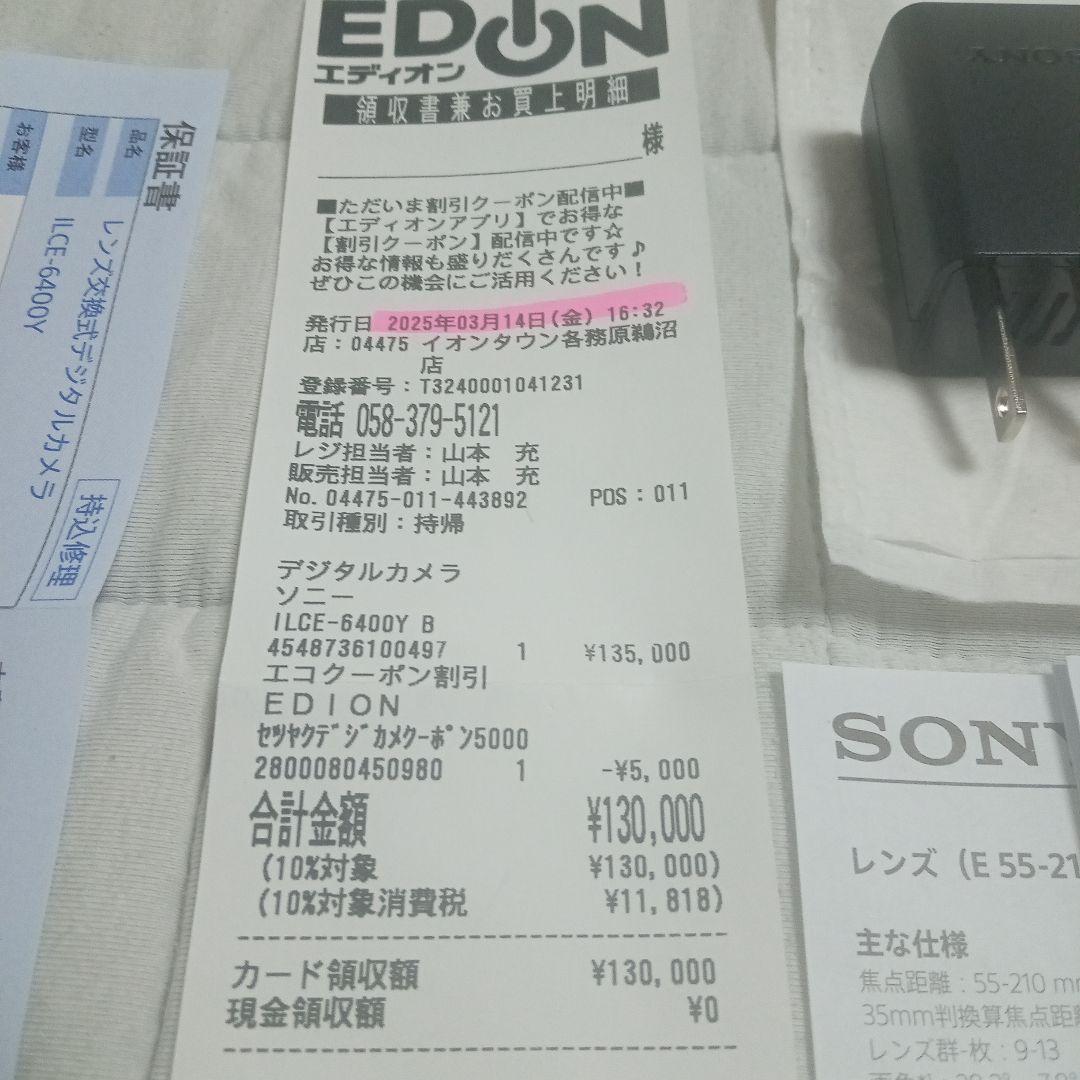 EDION
エディオン
領収書兼お買上明細
様
■ただいま割引クーポン配信中■
【エディオンアプリ】でお得な
【割引クーポン】配信中です☆
お得な情報も盛りだくさんです♪
ぜひこの機会にご活用ください！
発行日 2025年03月14日(金) 16:32
店：04475 イオンタウン各務原鵜沼
店
登録番号：T3240001041231
電話 058-379-5121
レジ担当者：山本　充
販売担当者：山本　充
No. 04475-011-443892 POS：011
取引種別：持帰
デジタルカメラ
ソニー
ILCE-6400Y B
4548736100497 1 ¥135,000
エコクーポン割引
ＥＤＩＯＮ
ｾﾂﾔｸﾃﾞｼﾞｶﾒｸｰﾎﾟﾝ5000
2800080450980 1 -¥5,000
合計金額 ¥130,000
(10%対象 ¥130,000)
(10%対象消費税 ¥11,818)
カード領収額 ¥130,000
現金領収額 ¥0
保証書
品名
レンズ交換式デジタルカメラ
型名
ILCE-6400Y
お客様
持込修理
SONY
SONY
レンズ（E 55-21
主な仕様
焦点距離：55-210 mm
35mm判換算焦点距離
レンズ群-枚：9-13